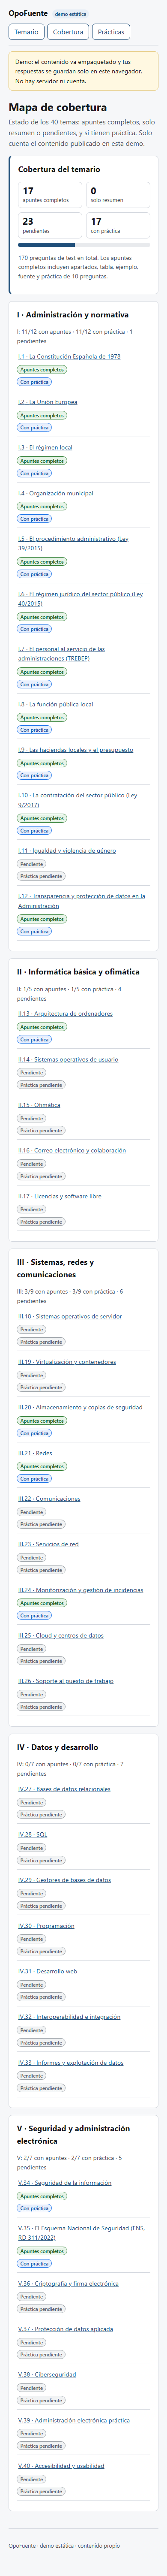 OpoFuente demo estática
Temario Cobertura Prácticas
Demo: el contenido va empaquetado y tus
respuestas se guardan solo en este navegador.
No hay servidor ni cuenta.
Mapa de cobertura
Estado de los 40 temas: apuntes completos, solo
resumen o pendientes, y si tienen práctica. Solo
cuenta el contenido publicado en esta demo.
Cobertura del temario
17 0
apuntes completos solo resumen
23 17
pendientes con práctica
170 preguntas de test en total. Los apuntes
completos incluyen apartados, tabla, ejemplo,
fuente y práctica de 10 preguntas.
I · Administración y normativa
I: 11/12 con apuntes · 11/12 con práctica · 1
pendientes
I.1 · La Constitución Española de 1978
Apuntes completos
Con práctica
I.2 · La Unión Europea
Apuntes completos
Con práctica
I.3 · El régimen local
Apuntes completos
Con práctica
I.4 · Organización municipal
Apuntes completos
Con práctica
I.5 · El procedimiento administrativo (Ley
39/2015)
Apuntes completos
Con práctica
I.6 · El régimen jurídico del sector público (Ley
40/2015)
Apuntes completos
Con práctica
I.7 · El personal al servicio de las
administraciones (TREBEP)
Apuntes completos
Con práctica
I.8 · La función pública local
Apuntes completos
Con práctica
I.9 · Las haciendas locales y el presupuesto
Apuntes completos
Con práctica
I.10 · La contratación del sector público (Ley
9/2017)
Apuntes completos
Con práctica
I.11 · Igualdad y violencia de género
Pendiente
Práctica pendiente
I.12 · Transparencia y protección de datos en la
Administración
Apuntes completos
Con práctica
II · Informática básica y ofimática
II: 1/5 con apuntes · 1/5 con práctica · 4
pendientes
II.13 · Arquitectura de ordenadores
Apuntes completos
Con práctica
II.14 · Sistemas operativos de usuario
Pendiente
Práctica pendiente
II.15 · Ofimática
Pendiente
Práctica pendiente
II.16 · Correo electrónico y colaboración
Pendiente
Práctica pendiente
II.17 · Licencias y software libre
Pendiente
Práctica pendiente
III · Sistemas, redes y
comunicaciones
III: 3/9 con apuntes · 3/9 con práctica · 6
pendientes
III.18 · Sistemas operativos de servidor
Pendiente
Práctica pendiente
III.19 · Virtualización y contenedores
Pendiente
Práctica pendiente
III.20 · Almacenamiento y copias de seguridad
Apuntes completos
Con práctica
III.21 · Redes
Apuntes completos
Con práctica
III.22 · Comunicaciones
Pendiente
Práctica pendiente
III.23 · Servicios de red
Pendiente
Práctica pendiente
III.24 · Monitorización y gestión de incidencias
Apuntes completos
Con práctica
III.25 · Cloud y centros de datos
Pendiente
Práctica pendiente
III.26 · Soporte al puesto de trabajo
Pendiente
Práctica pendiente
IV · Datos y desarrollo
IV: 0/7 con apuntes · 0/7 con práctica · 7
pendientes
IV.27 · Bases de datos relacionales
Pendiente
Práctica pendiente
IV.28 · SQL
Pendiente
Práctica pendiente
IV.29 · Gestores de bases de datos
Pendiente
Práctica pendiente
IV.30 · Programación
Pendiente
Práctica pendiente
IV.31 · Desarrollo web
Pendiente
Práctica pendiente
IV.32 · Interoperabilidad e integración
Pendiente
Práctica pendiente
IV.33 · Informes y explotación de datos
Pendiente
Práctica pendiente
V · Seguridad y administración
electrónica
V: 2/7 con apuntes · 2/7 con práctica · 5
pendientes
V.34 · Seguridad de la información
Apuntes completos
Con práctica
V.35 · El Esquema Nacional de Seguridad (ENS,
RD 311/2022)
Apuntes completos
Con práctica
V.36 · Criptografía y firma electrónica
Pendiente
Práctica pendiente
V.37 · Protección de datos aplicada
Pendiente
Práctica pendiente
V.38 · Ciberseguridad
Pendiente
Práctica pendiente
V.39 · Administración electrónica práctica
Pendiente
Práctica pendiente
V.40 · Accesibilidad y usabilidad
Pendiente
Práctica pendiente
OpoFuente · demo estática · contenido propio